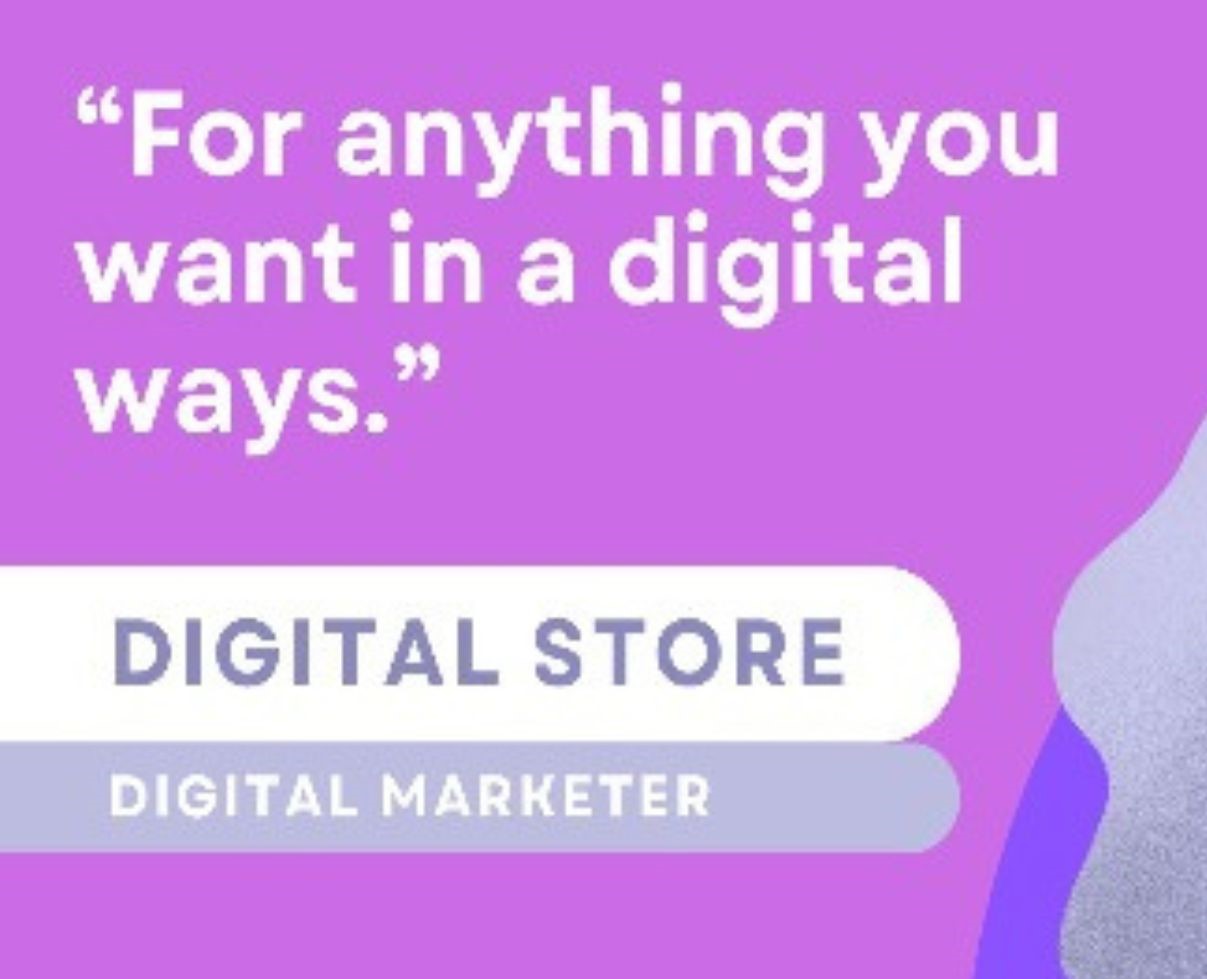 “For anything you
want in a digital
ways.”
DIGITAL STORE
DIGITAL MARKETER